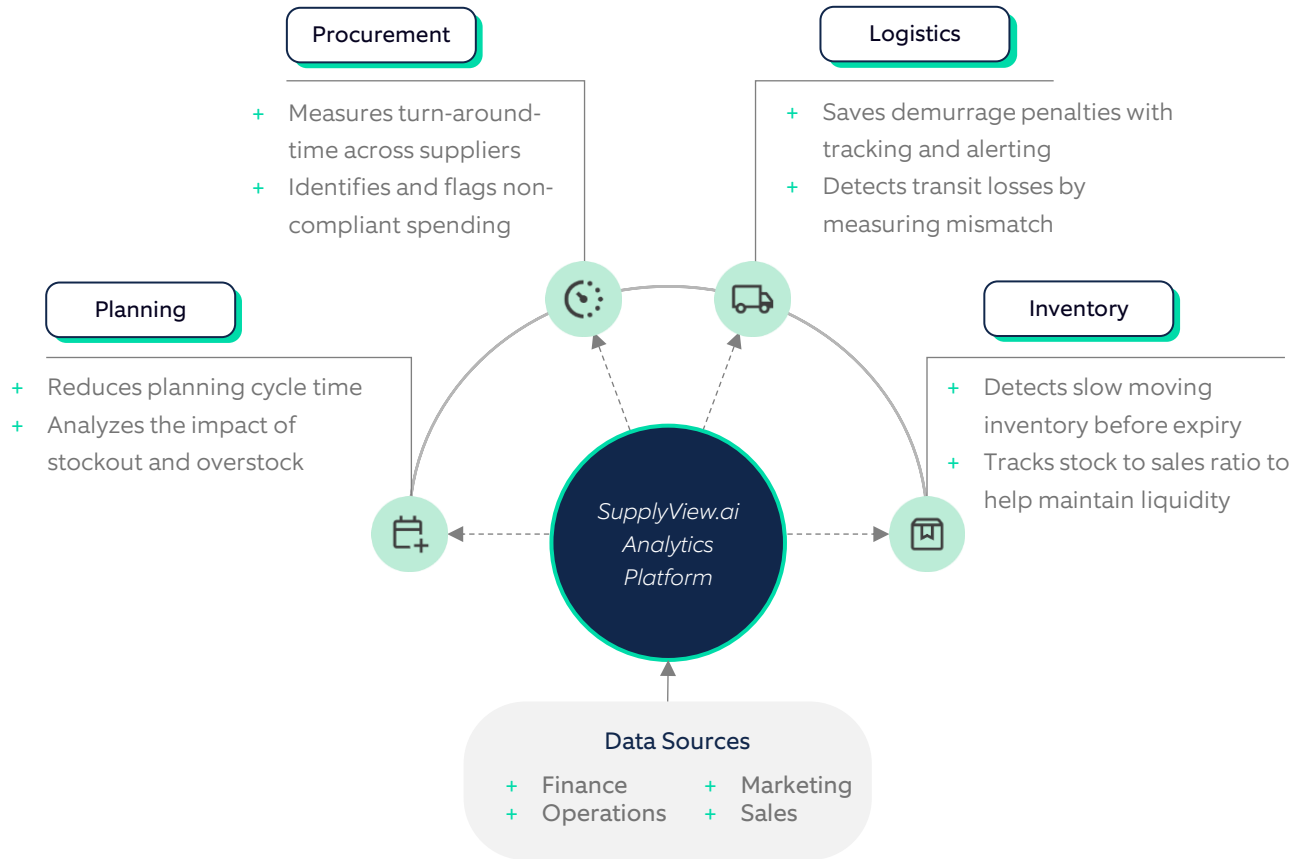 Procurement
+ Measures turn-around-
time across suppliers
+ Identifies and flags non-
compliant spending
Logistics
+ Saves demurrage penalties with
tracking and alerting
+ Detects transit losses by
measuring mismatch
Planning
+ Reduces planning cycle time
+ Analyzes the impact of
stockout and overstock
Inventory
+ Detects slow moving
inventory before expiry
+ Tracks stock to sales ratio to
help maintain liquidity
SupplyView.ai
Analytics
Platform
Data Sources
+ Finance
+ Operations
+ Marketing
+ Sales